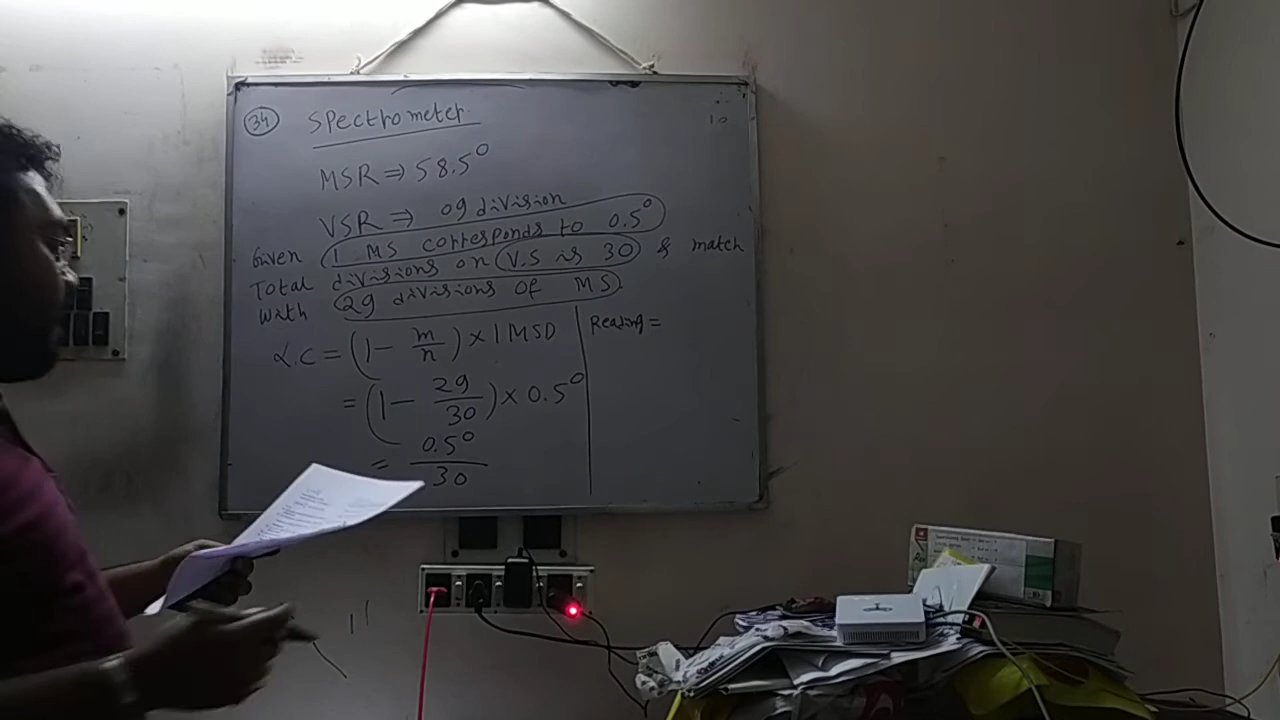 34 Spectrometer
MSR ⇒ 58.5°
VSR ⇒ 09 division
Given 1 MS corresponds to 0.5°
Total divisions on V.S is 30 & match
with 29 divisions of MS.
L.C = (1 - m/n) × 1 MSD
= (1 - 29/30) × 0.5°
= 0.5°/30
Reading =
10